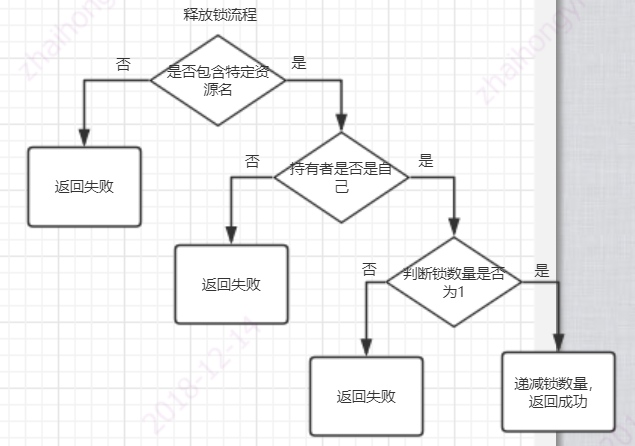 释放锁流程
否
是
是否包含特定资
源名
返回失败
否
是
持有者是否是自
己
返回失败
否
是
判断锁数量是否
为1
返回失败
递减锁数量，
返回成功
2018-12-14